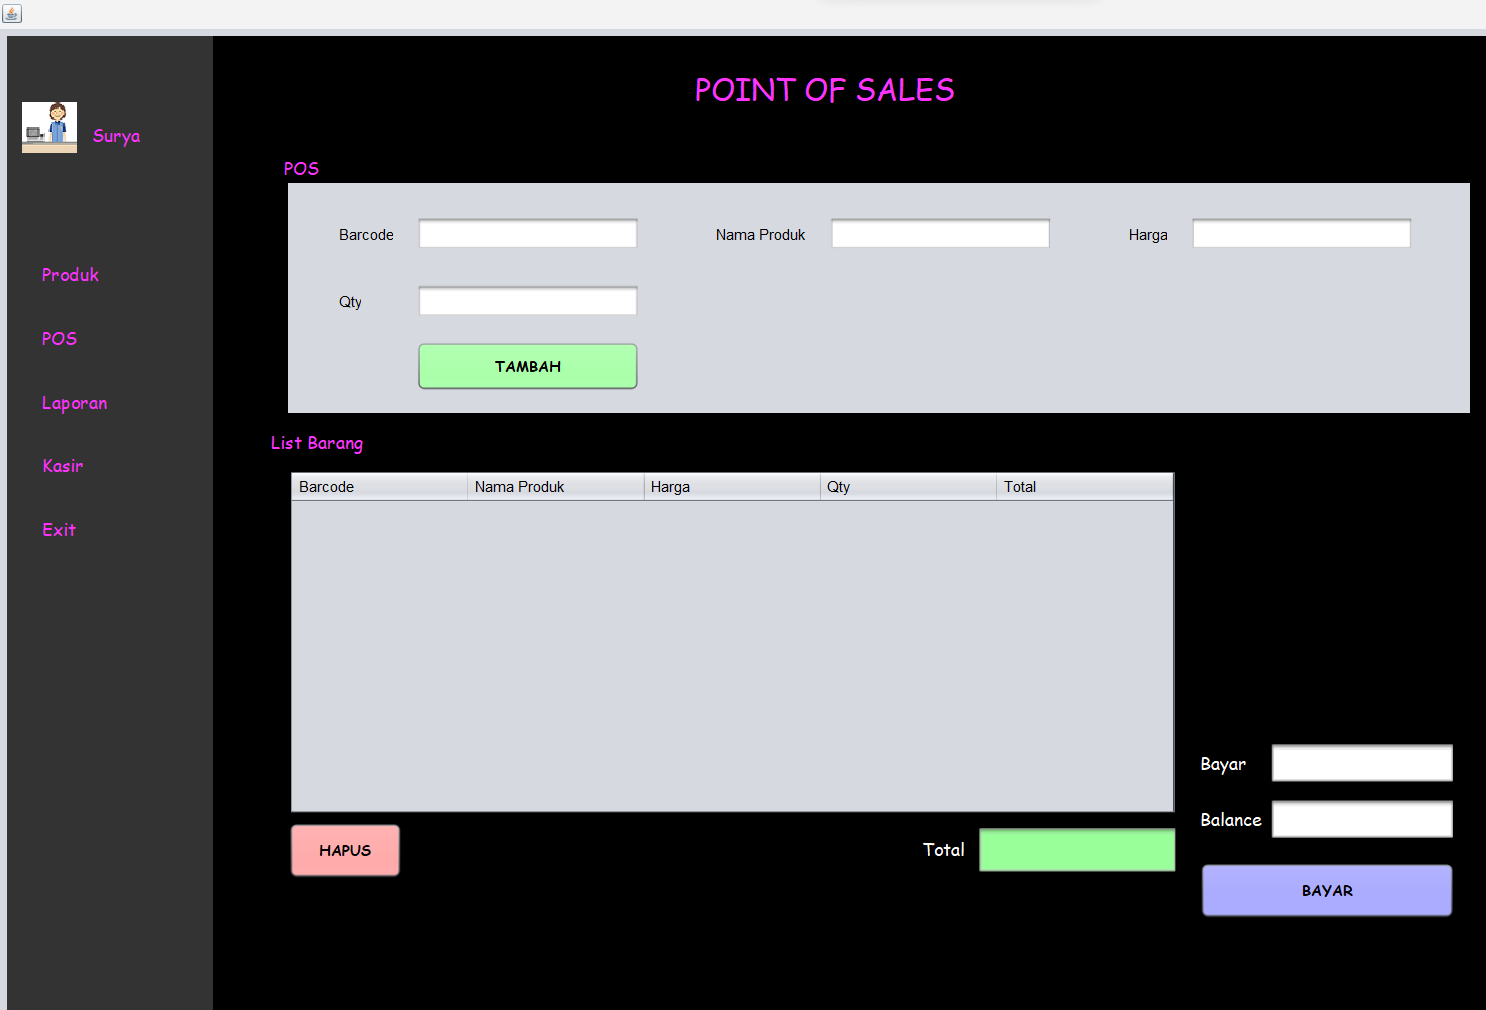 POINT OF SALES
Surya
Produk
POS
Laporan
Kasir
Exit
POS
Barcode
Nama Produk
Harga
Qty
TAMBAH
List Barang
Barcode Nama Produk Harga Qty Total
HAPUS
Total
Bayar
Balance
BAYAR